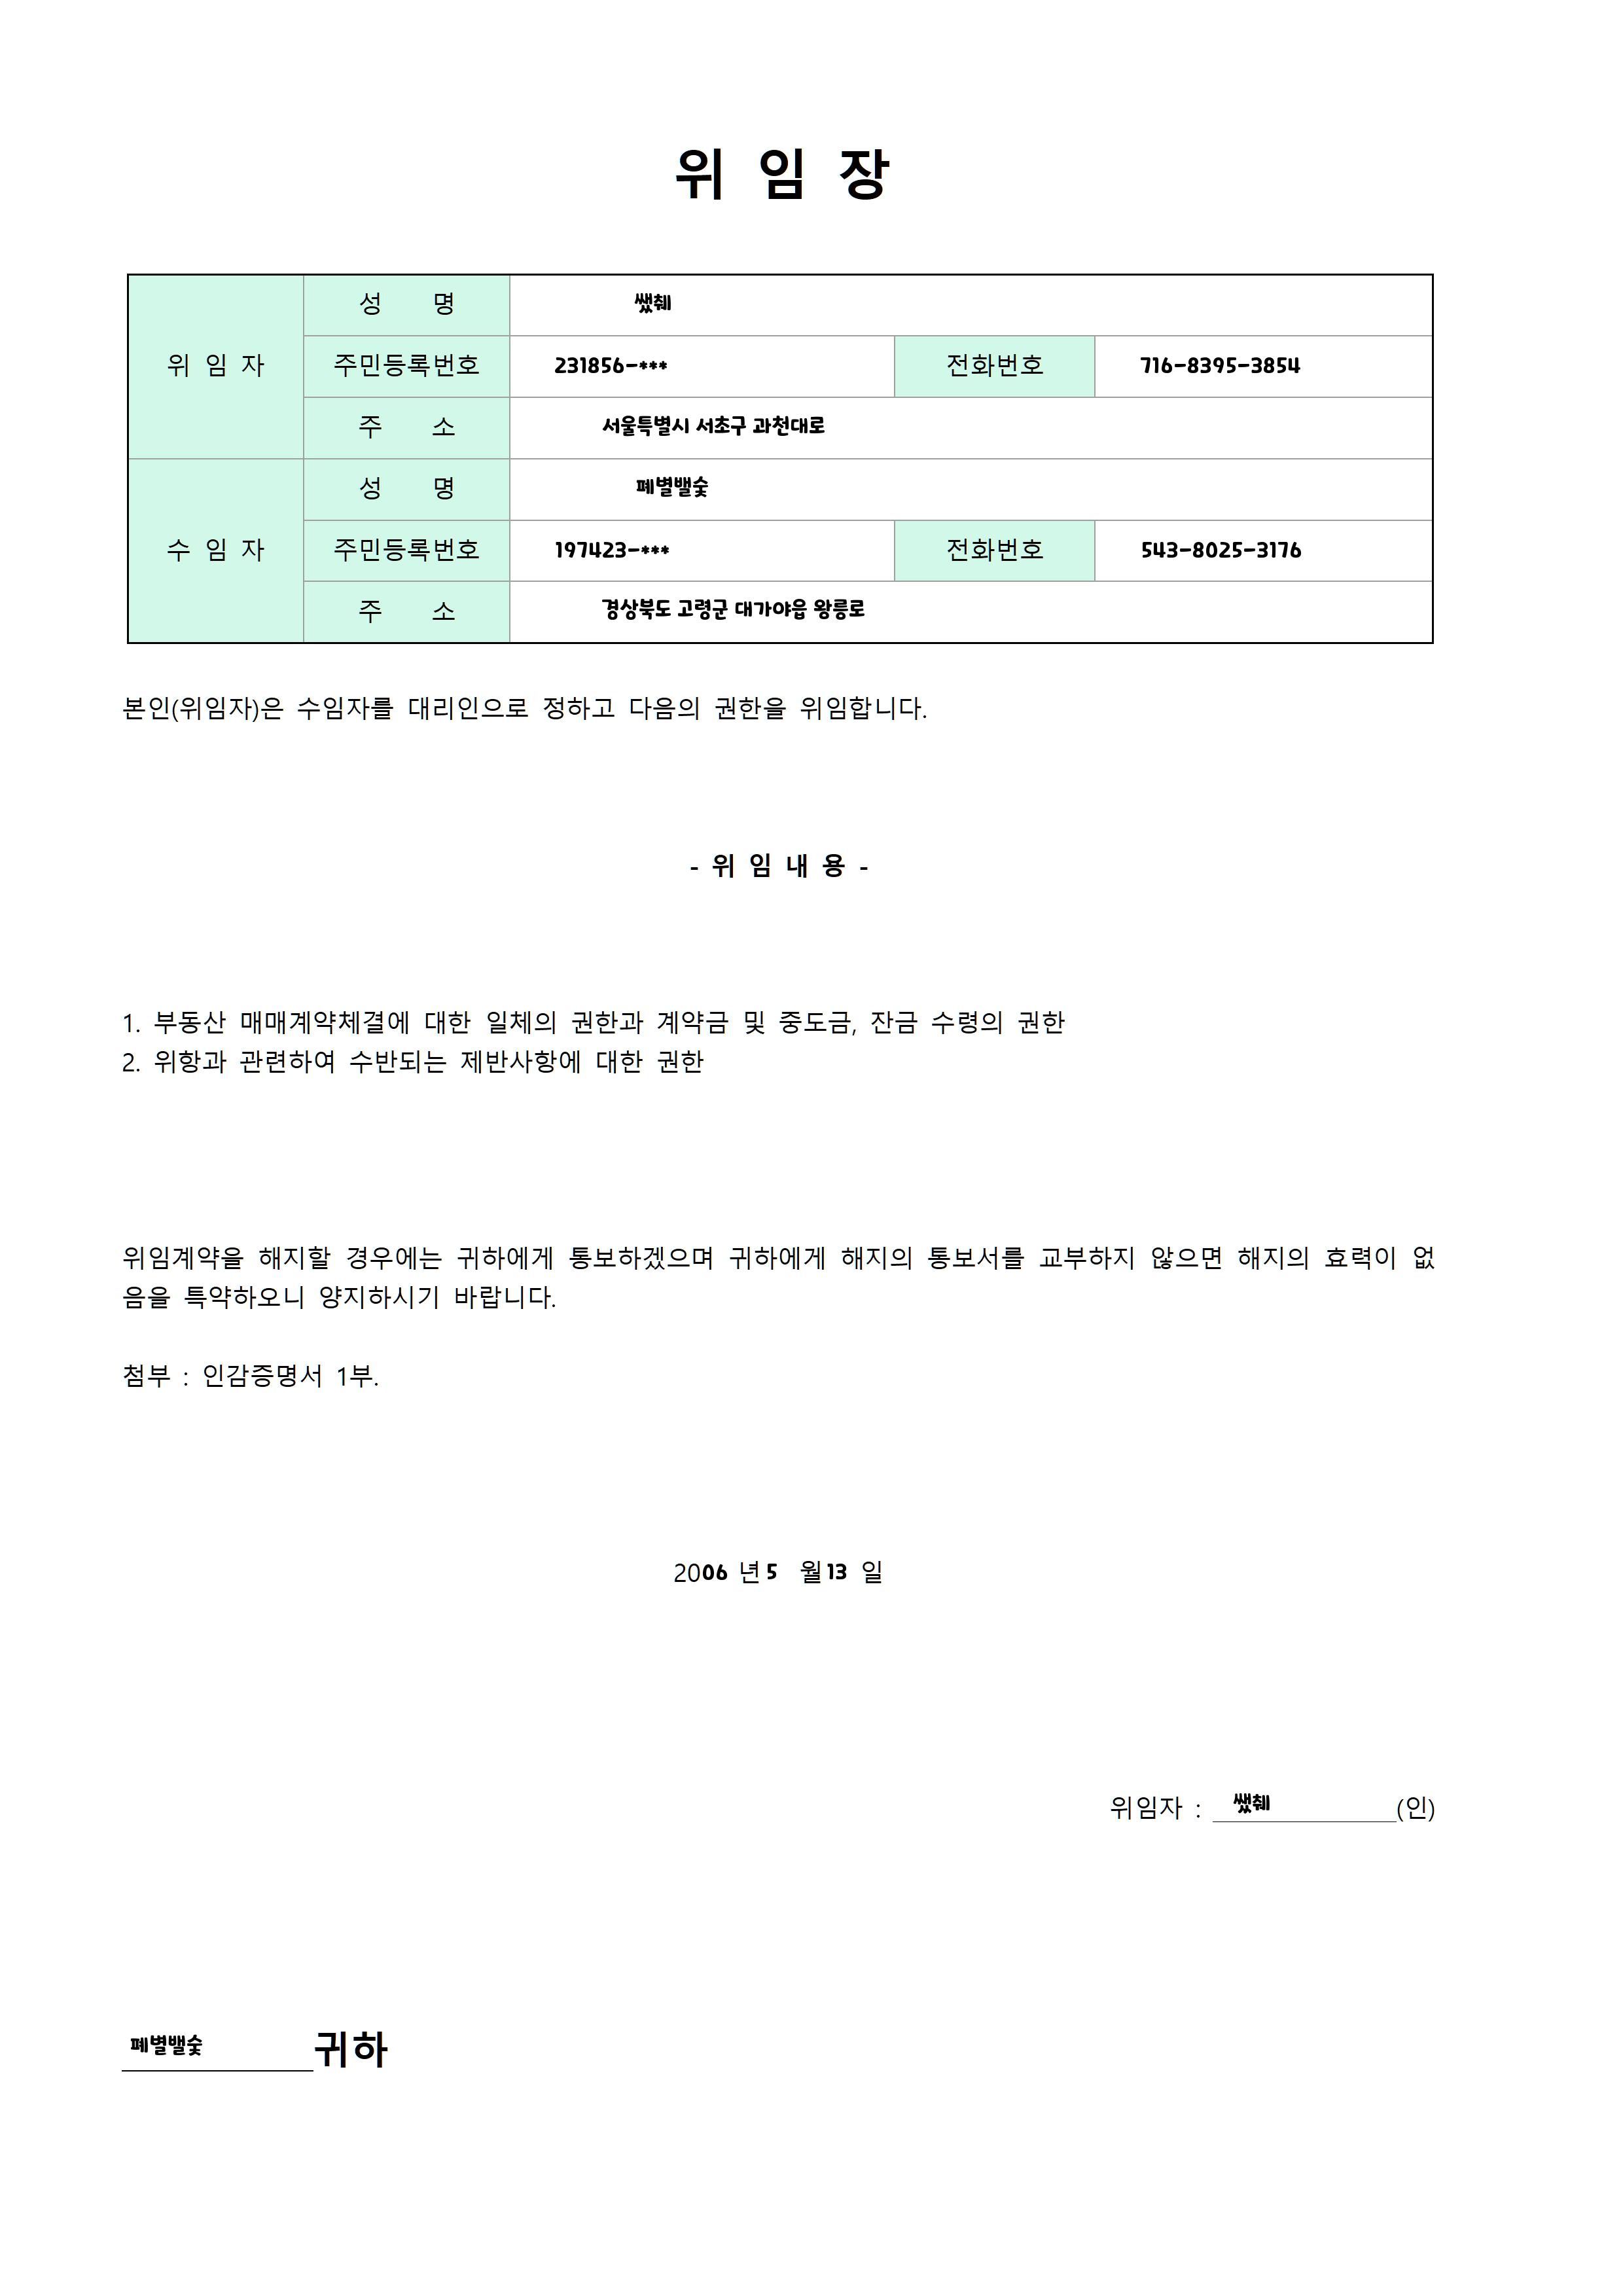 위 임 장
위 임 자
성 명 쌨췌
주민등록번호 231856-*** 전화번호 716-8395-3854
주 소 서울특별시 서초구 과천대로
수 임 자
성 명 폐별뱰숯
주민등록번호 197423-*** 전화번호 543-8025-3176
주 소 경상북도 고령군 대가야읍 왕릉로
본인(위임자)은 수임자를 대리인으로 정하고 다음의 권한을 위임합니다.
- 위 임 내 용 -
1. 부동산 매매계약체결에 대한 일체의 권한과 계약금 및 중도금, 잔금 수령의 권한
2. 위항과 관련하여 수반되는 제반사항에 대한 권한
위임계약을 해지할 경우에는 귀하에게 통보하겠으며 귀하에게 해지의 통보서를 교부하지 않으면 해지의 효력이 없
음을 특약하오니 양지하시기 바랍니다.
첨부 : 인감증명서 1부.
2006 년 5 월 13 일
위임자 : 쌨췌 (인)
폐별뱰숯 귀하